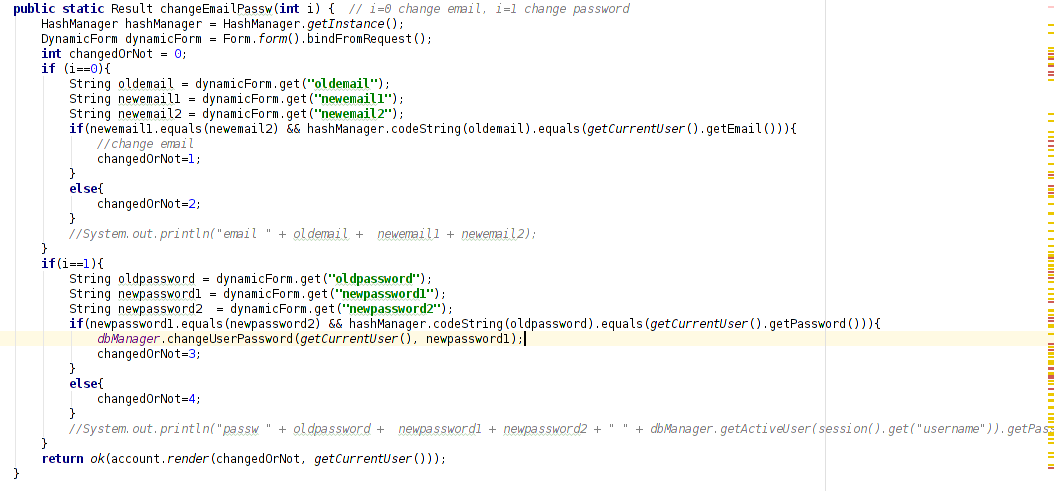 public static Result changeEmailPassw(int i) {  // i=0 change email, i=1 change password
    HashManager hashManager = HashManager.getInstance();
    DynamicForm dynamicForm = Form.form().bindFromRequest();
    int changedOrNot = 0;
    if (i==0){
        String oldemail = dynamicForm.get("oldemail");
        String newemail1 = dynamicForm.get("newemail1");
        String newemail2 = dynamicForm.get("newemail2");
        if(newemail1.equals(newemail2) && hashManager.codeString(oldemail).equals(getCurrentUser().getEmail())){
            //change email
            changedOrNot=1;
        }
        else{
            changedOrNot=2;
        }
        //System.out.println("email " + oldemail +  newemail1 + newemail2);
    }
    if(i==1){
        String oldpassword = dynamicForm.get("oldpassword");
        String newpassword1 = dynamicForm.get("newpassword1");
        String newpassword2  = dynamicForm.get("newpassword2");
        if(newpassword1.equals(newpassword2) && hashManager.codeString(oldpassword).equals(getCurrentUser().getPassword())){
            dbManager.changeUserPassword(getCurrentUser(), newpassword1);
            changedOrNot=3;
        }
        else{
            changedOrNot=4;
        }
        //System.out.println("passw " + oldpassword +  newpassword1 + newpassword2 + " " + dbManager.getActiveUser(session().get("username")).getPas
    }
    return ok(account.render(changedOrNot, getCurrentUser()));
}